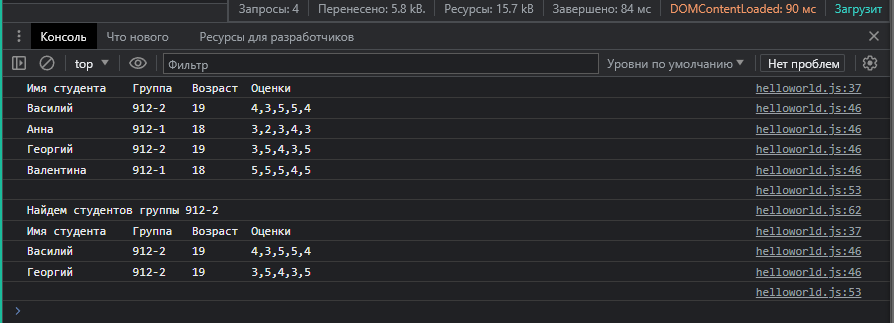 Запросы: 4 Перенесено: 5.8 kB. Ресурсы: 15.7 kB Завершено: 84 мс DOMContentLoaded: 90 мс Загрузит
Консоль Что нового Ресурсы для разработчиков
top Фильтр Уровни по умолчанию Нет проблем
Имя студента Группа Возраст Оценки helloworld.js:37
Василий 912-2 19 4,3,5,5,4 helloworld.js:46
Анна 912-1 18 3,2,3,4,3 helloworld.js:46
Георгий 912-2 19 3,5,4,3,5 helloworld.js:46
Валентина 912-1 18 5,5,5,4,5 helloworld.js:46
helloworld.js:53
Найдем студентов группы 912-2 helloworld.js:62
Имя студента Группа Возраст Оценки helloworld.js:37
Василий 912-2 19 4,3,5,5,4 helloworld.js:46
Георгий 912-2 19 3,5,4,3,5 helloworld.js:46
helloworld.js:53
>